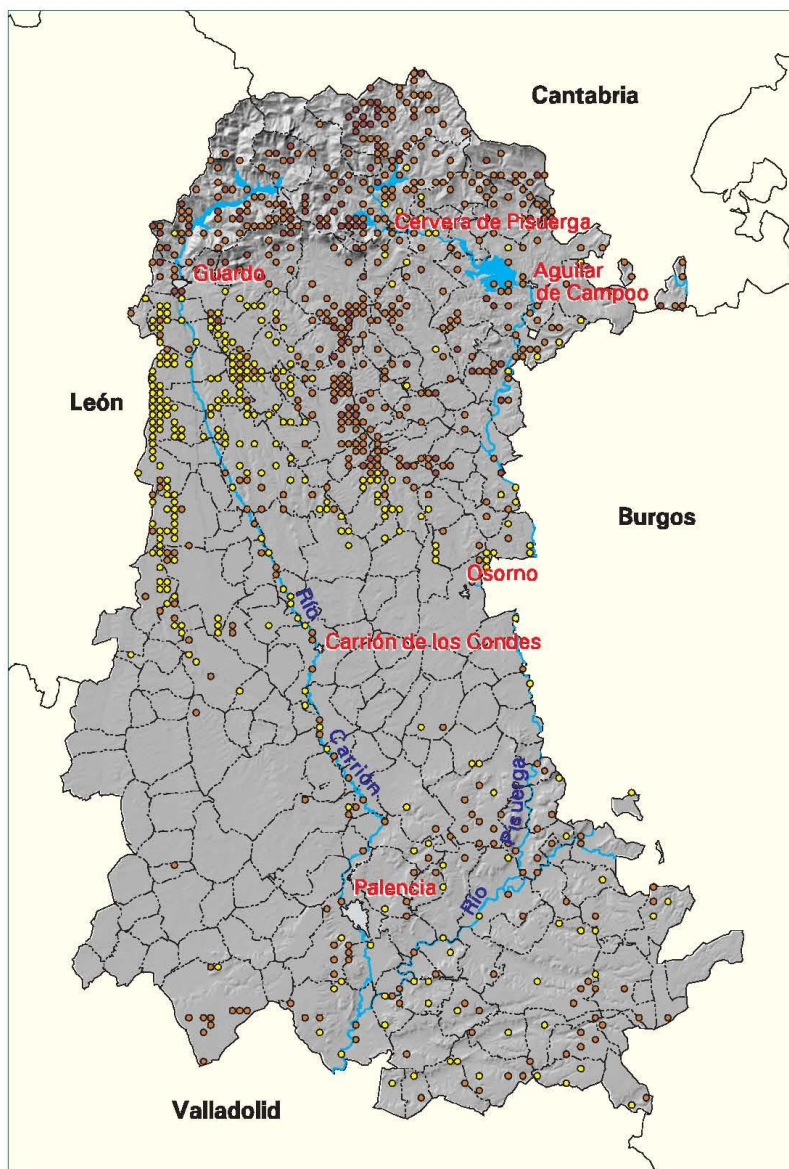 Cantabria
Cervera de Pisuerga
Guardo
Aguilar
de Campoo
León
Burgos
Osorno
Río
Carrión de los Condes
Carrión
Pisuerga
Palencia
Río
Valladolid